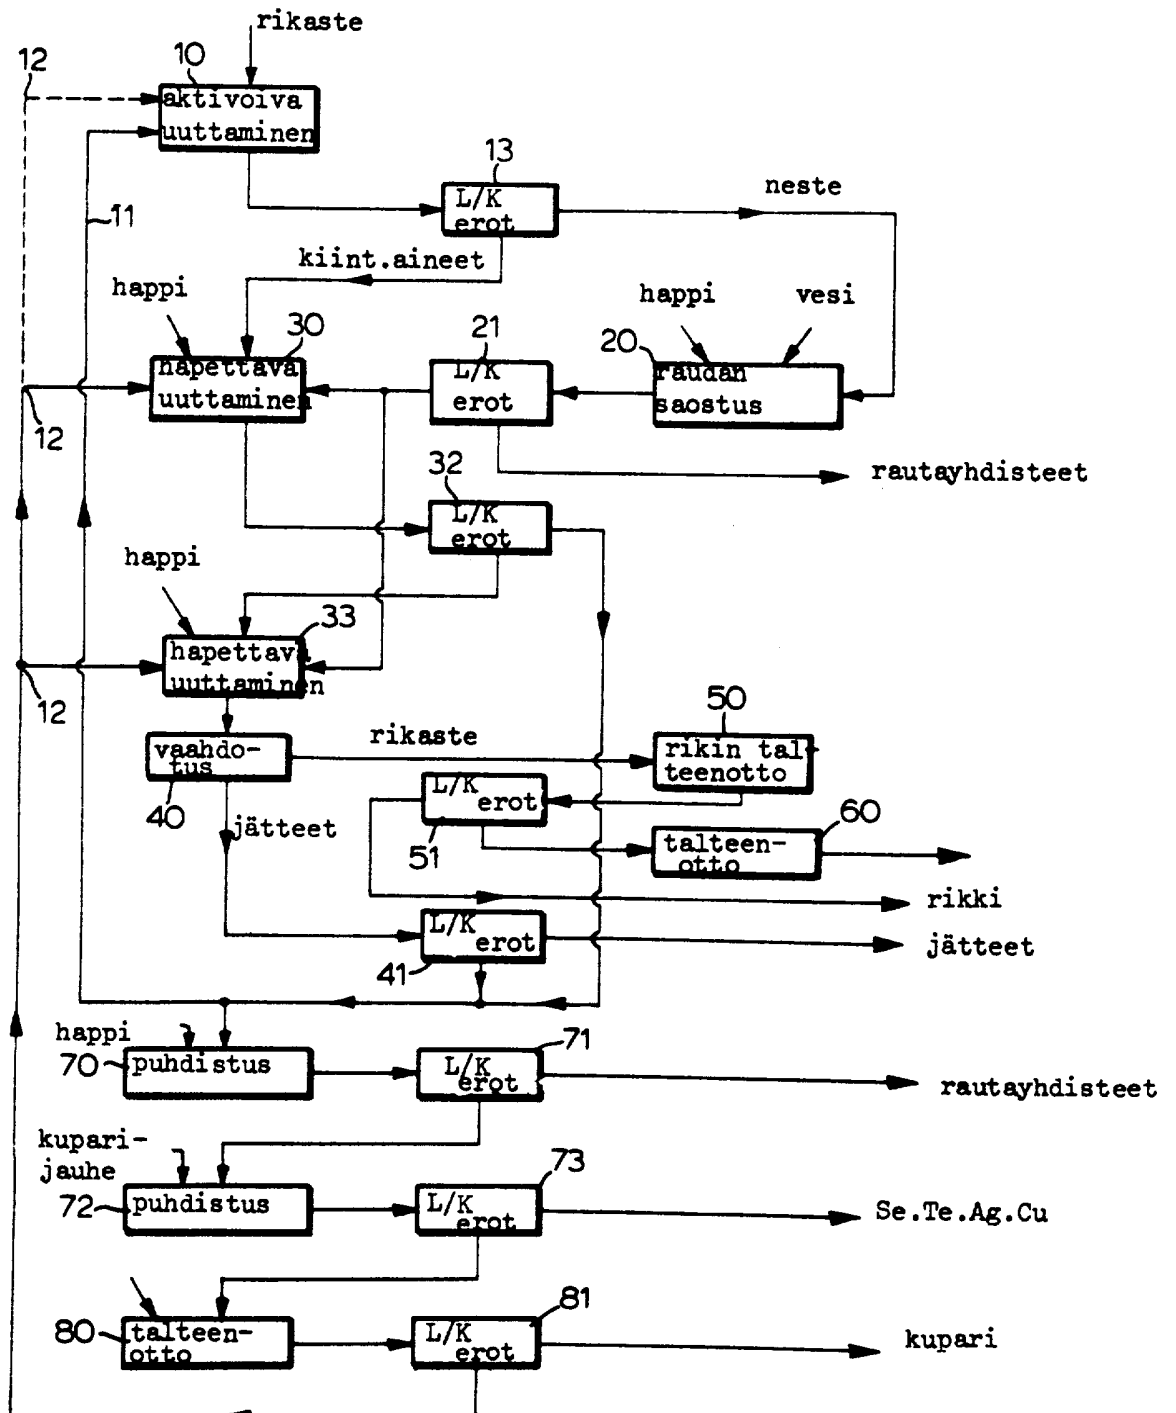 rikaste
12
10
aktivoiva
uuttaminen
13
L/K
erot
neste
11
kiint.aineet
happi
30
hapettava
uuttaminen
21
L/K
erot
happi
vesi
20
raudan
saostus
12
rautayhdisteet
32
L/K
erot
happi
33
hapettava
uuttaminen
12
vaahdo-
tus
40
rikaste
50
rikin tal-
teenotto
L/K
erot
51
60
talteen-
otto
jätteet
rikki
L/K
erot
41
jätteet
happi
70
puhdistus
71
L/K
erot
rautayhdisteet
kupari-
jauhe
72
puhdistus
73
L/K
erot
Se.Te.Ag.Cu
80
talteen-
otto
81
L/K
erot
kupari